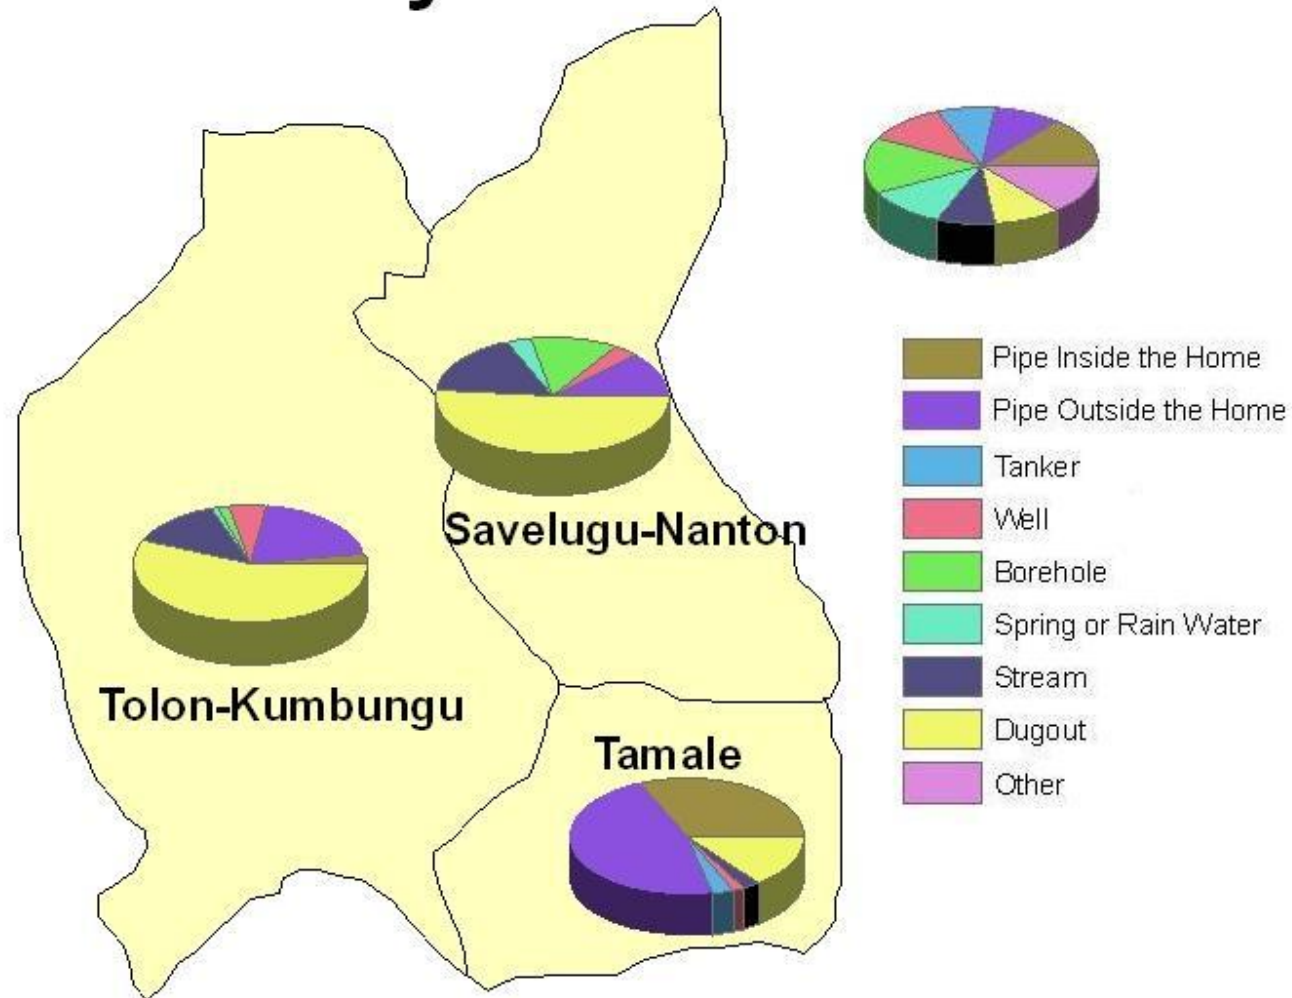 Savelugu-Nanton
Tolon-Kumbungu
Tamale
Pipe Inside the Home
Pipe Outside the Home
Tanker
Well
Borehole
Spring or Rain Water
Stream
Dugout
Other